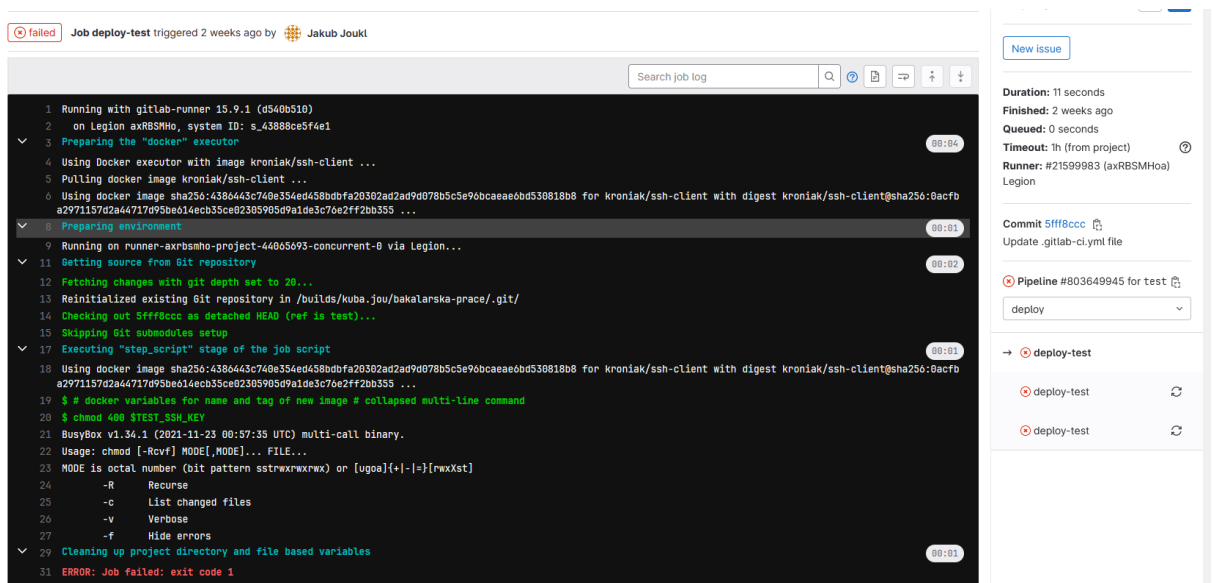 failed Job deploy-test triggered 2 weeks ago by Jakub Joukl
Search job log
1 Running with gitlab-runner 15.9.1 (d540b510)
2 on Legion axRBSMHo, system ID: s_43888ce5f4e1
3 Preparing the "docker" executor 00:04
4 Using Docker executor with image kroniak/ssh-client ...
5 Pulling docker image kroniak/ssh-client ...
6 Using docker image sha256:4386443c740e354ed458bdbfa20302ad2ad9d078b5c5e96bcaeae6bd530818b8 for kroniak/ssh-client with digest kroniak/ssh-client@sha256:0acfb
a2971157d2a44717d95be614ecb35ce02305905d9a1de3c76e2ff2bb355 ...
8 Preparing environment 00:01
9 Running on runner-axrbsmho-project-44065693-concurrent-0 via Legion...
11 Getting source from Git repository 00:02
12 Fetching changes with git depth set to 20...
13 Reinitialized existing Git repository in /builds/kuba.jou/bakalarska-prace/.git/
14 Checking out 5fff8ccc as detached HEAD (ref is test)...
15 Skipping Git submodules setup
17 Executing "step_script" stage of the job script 00:01
18 Using docker image sha256:4386443c740e354ed458bdbfa20302ad2ad9d078b5c5e96bcaeae6bd530818b8 for kroniak/ssh-client with digest kroniak/ssh-client@sha256:0acfb
a2971157d2a44717d95be614ecb35ce02305905d9a1de3c76e2ff2bb355 ...
19 $ # docker variables for name and tag of new image # collapsed multi-line command
20 $ chmod 400 $TEST_SSH_KEY
21 BusyBox v1.34.1 (2021-11-23 00:57:35 UTC) multi-call binary.
22 Usage: chmod [-Rcvf] MODE[,MODE]... FILE...
23 MODE is octal number (bit pattern sstrwxrwxrwx) or [ugoa]{+|-|=}[rwxXst]
24 -R Recurse
25 -c List changed files
26 -v Verbose
27 -f Hide errors
29 Cleaning up project directory and file based variables 00:01
31 ERROR: Job failed: exit code 1
New issue
Duration: 11 seconds
Finished: 2 weeks ago
Queued: 0 seconds
Timeout: 1h (from project)
Runner: #21599983 (axRBSMHoa)
Legion
Commit 5fff8ccc
Update .gitlab-ci.yml file
Pipeline #803649945 for test
deploy
→ deploy-test
deploy-test
deploy-test